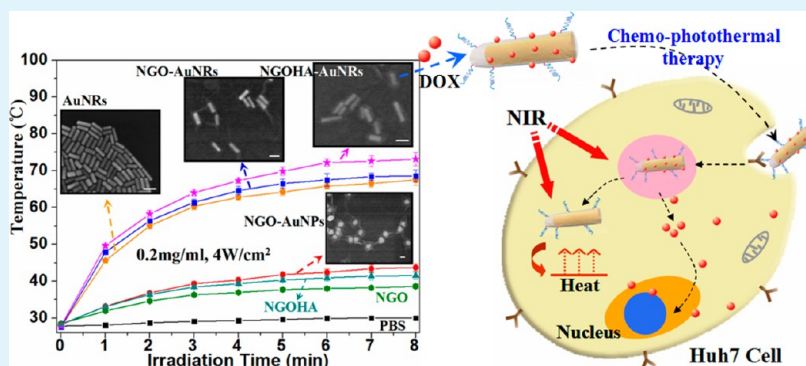 100
90
80
70
60
50
40
30
Temperature (℃)
0 1 2 3 4 5 6 7 8
Irradiation Time (min)
AuNRs
NGO-AuNRs
NGOHA-AuNRs
NGO-AuNPs
0.2mg/ml, 4W/cm²
NGOHA
NGO
PBS
DOX
Chemo-photothermal
therapy
NIR
Heat
Nucleus
Huh7 Cell